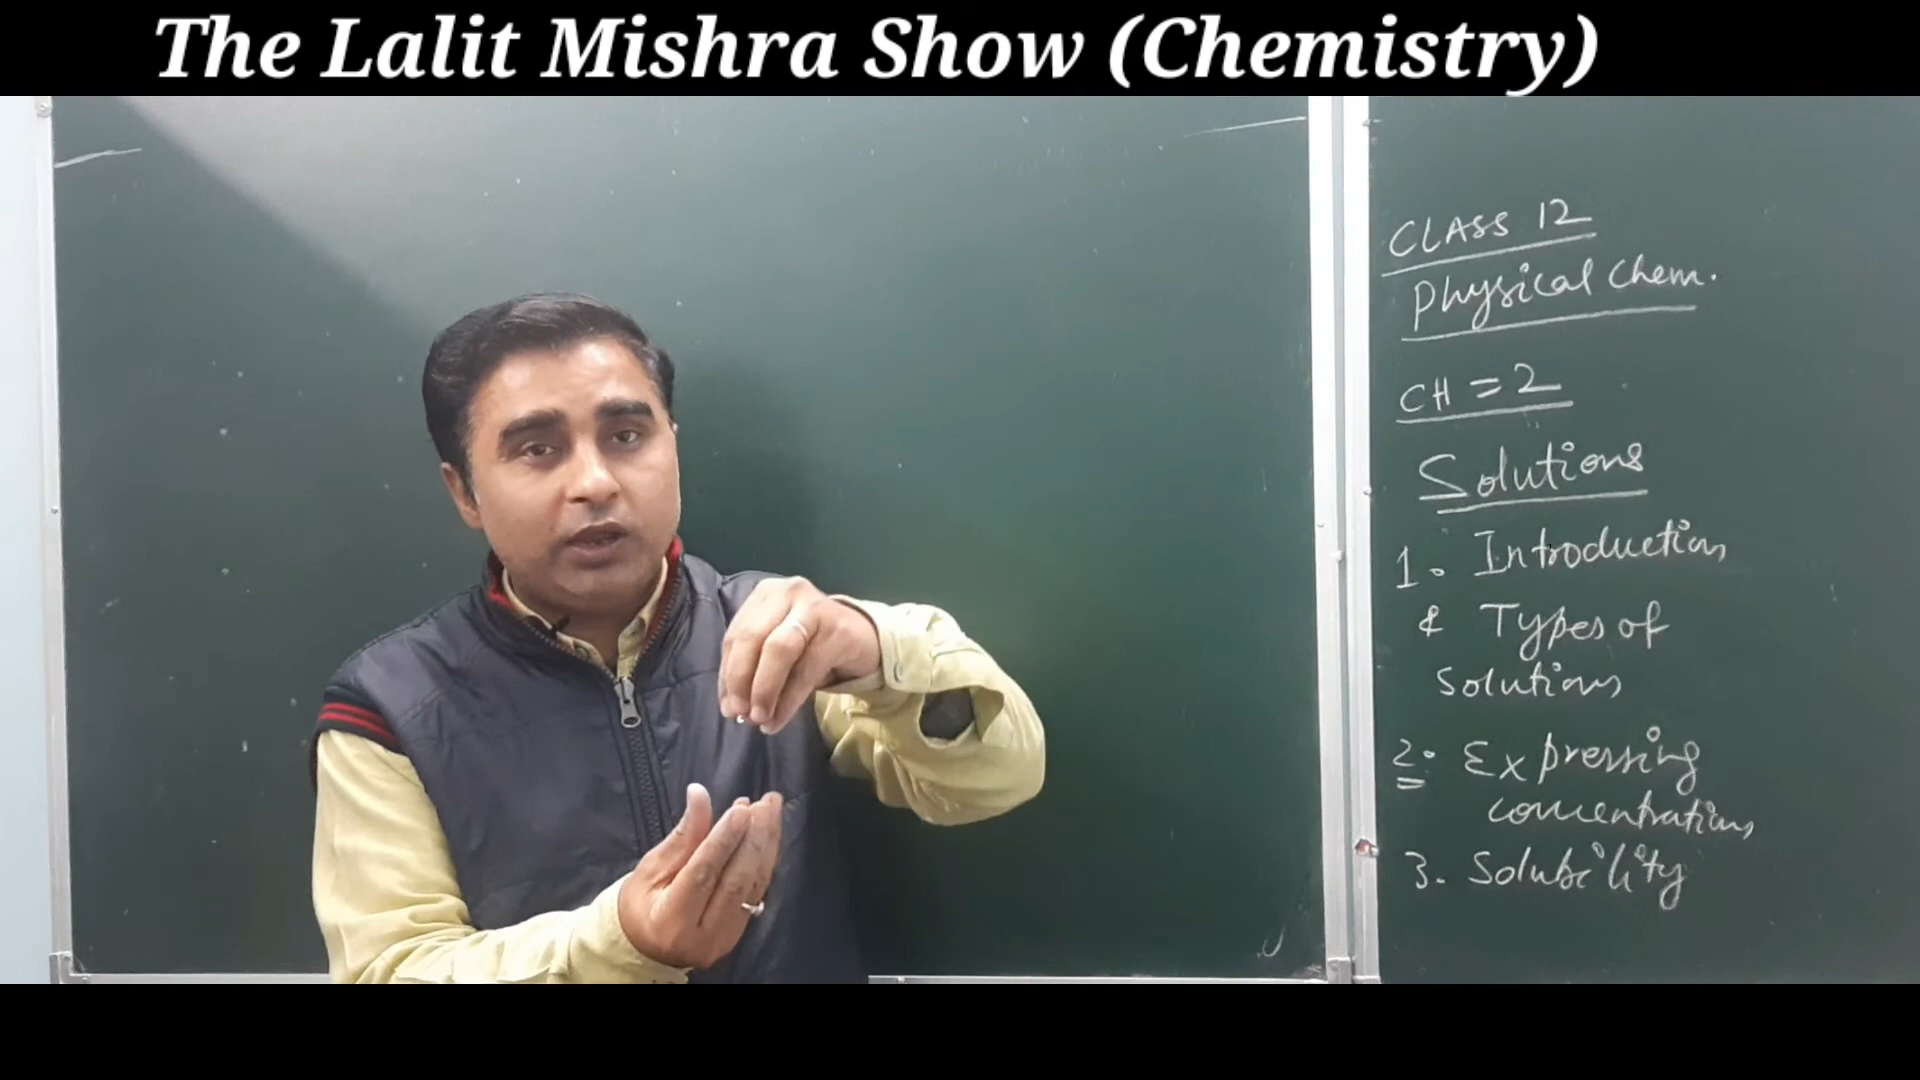 The Lalit Mishra Show (Chemistry)
CLASS 12
Physical Chem.
CH = 2
Solutions
1. Introduction
& Types of
Solutions
2. Expressing
concentrations
3. Solubility